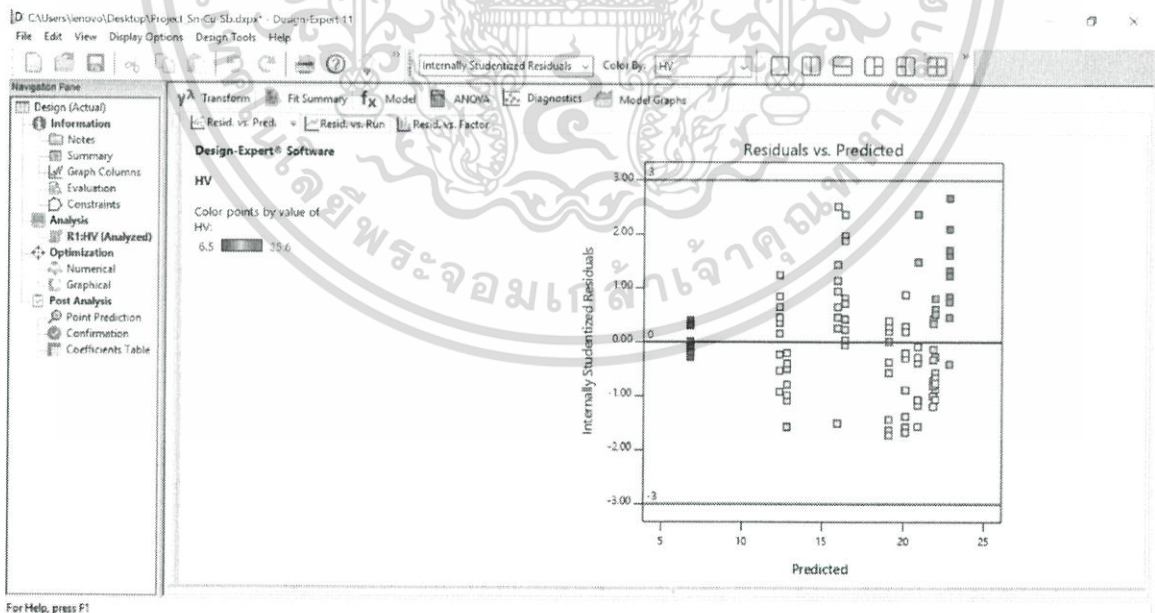 C:\Users\lenovo\Desktop\Project Sn-Cu-Sb.dxpx* - Design-Expert 11
File Edit View Display Options Design Tools Help
Internally Studentized Residuals Color By: HV
Navigation Pane
Design (Actual)
Information
Notes
Summary
Graph Columns
Evaluation
Constraints
Analysis
R1:HV (Analyzed)
Optimization
Numerical
Graphical
Post Analysis
Point Prediction
Confirmation
Coefficients Table
yλ Transform Fit Summary fx Model ANOVA Diagnostics Model Graphs
Resid. vs. Pred. Resid. vs. Run Resid. vs. Factor
Design-Expert® Software
HV
Color points by value of
HV:
6.5 35.6
Residuals vs. Predicted
Internally Studentized Residuals
3.00
2.00
1.00
0.00
-1.00
-2.00
-3.00
3
0
-3
5 10 15 20 25
Predicted
For Help, press F1